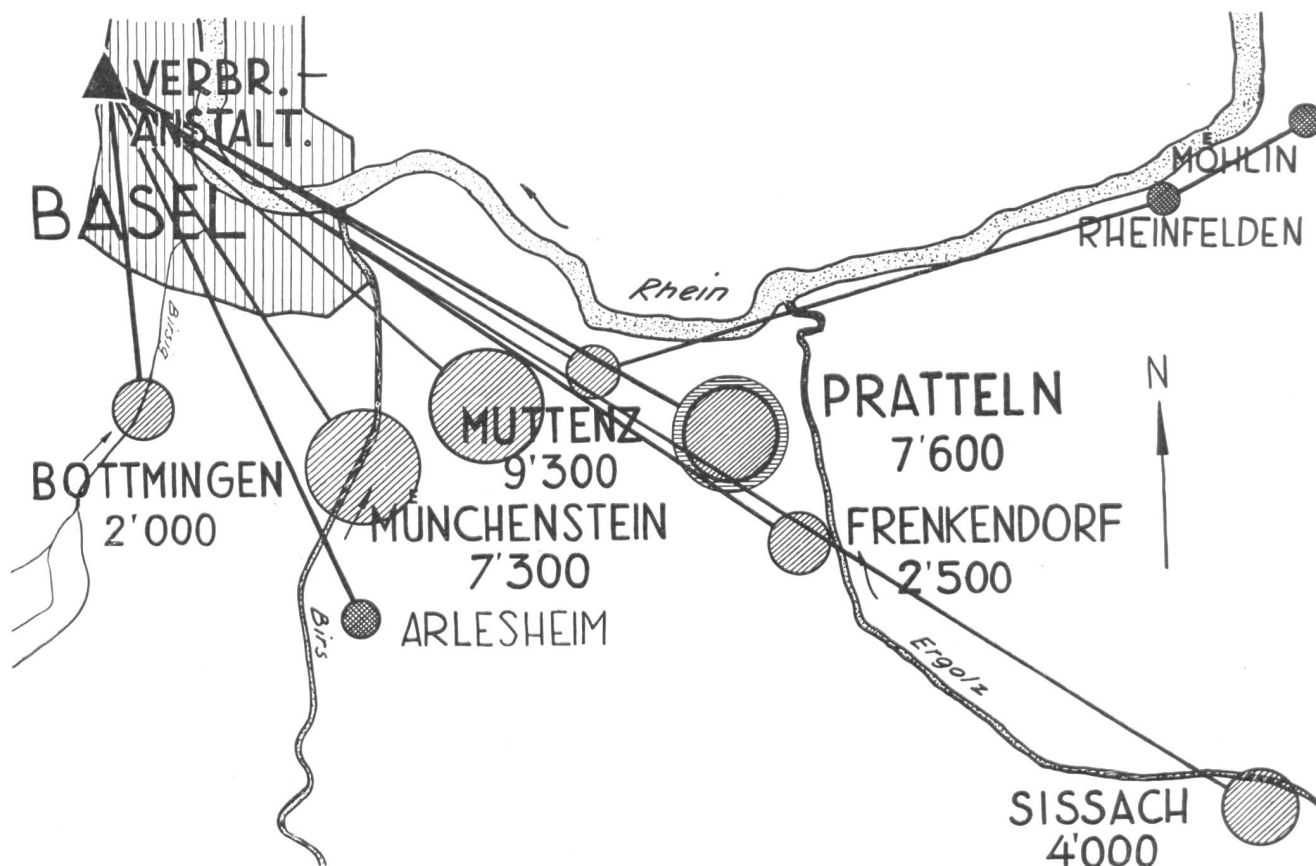 VERBR.-
ANSTALT.
BASEL
Birsig
Rhein
MÖHLIN
RHEINFELDEN
N
PRATTELN
7'600
MUTTENZ
9'300
BOTTMINGEN
2'000
MÜNCHENSTEIN
7'300
FRENKENDORF
2'500
ARLESHEIM
Birs
Ergolz
SISSACH
4'000